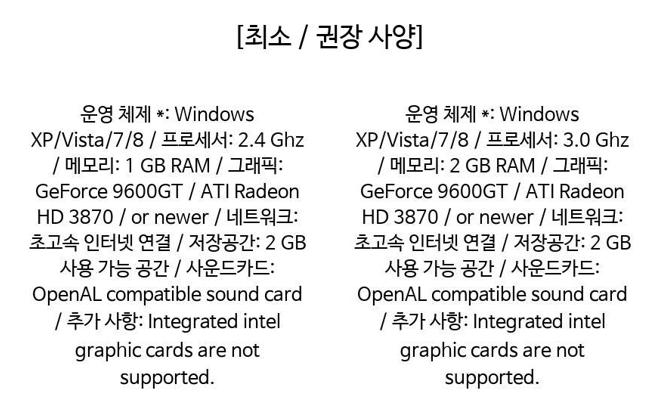 [최소 / 권장 사양]
운영 체제 *: Windows
XP/Vista/7/8 / 프로세서: 2.4 Ghz
/ 메모리: 1 GB RAM / 그래픽:
GeForce 9600GT / ATI Radeon
HD 3870 / or newer / 네트워크:
초고속 인터넷 연결 / 저장공간: 2 GB
사용 가능 공간 / 사운드카드:
OpenAL compatible sound card
/ 추가 사항: Integrated intel
graphic cards are not
supported.
운영 체제 *: Windows
XP/Vista/7/8 / 프로세서: 3.0 Ghz
/ 메모리: 2 GB RAM / 그래픽:
GeForce 9600GT / ATI Radeon
HD 3870 / or newer / 네트워크:
초고속 인터넷 연결 / 저장공간: 2 GB
사용 가능 공간 / 사운드카드:
OpenAL compatible sound card
/ 추가 사항: Integrated intel
graphic cards are not
supported.